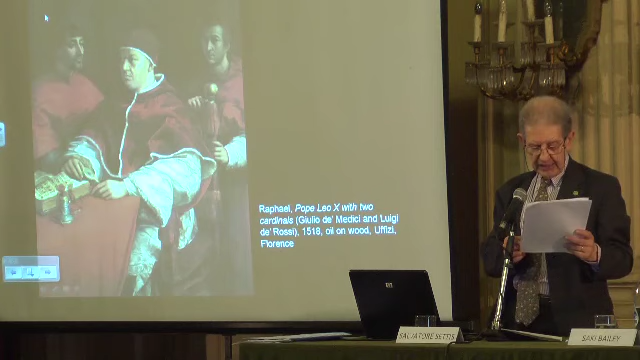 Raphael, Pope Leo X with two
cardinals (Giulio de' Medici and Luigi
de' Rossi), 1518, oil on wood, Uffizi,
Florence
hp
SALVATORE SETTIS
SAKI BAILEY